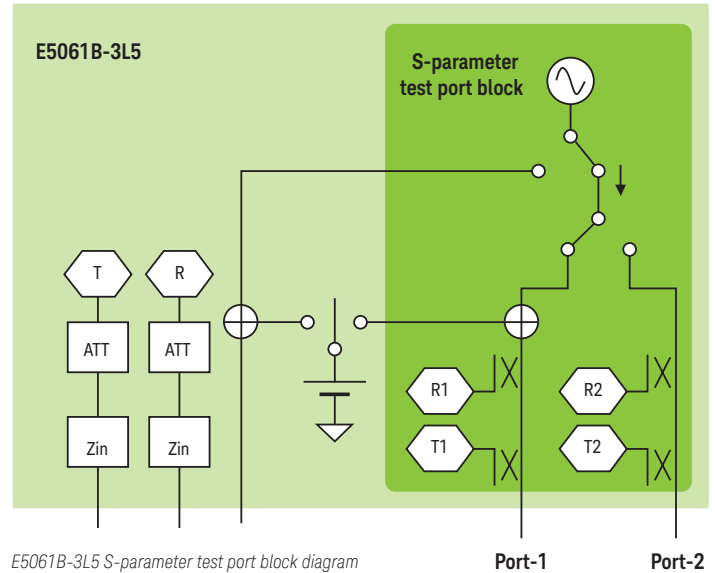 E5061B-3L5
S-parameter
test port block
T
R
ATT
ATT
Zin
Zin
R1
R2
T1
T2
E5061B-3L5 S-parameter test port block diagram
Port-1
Port-2